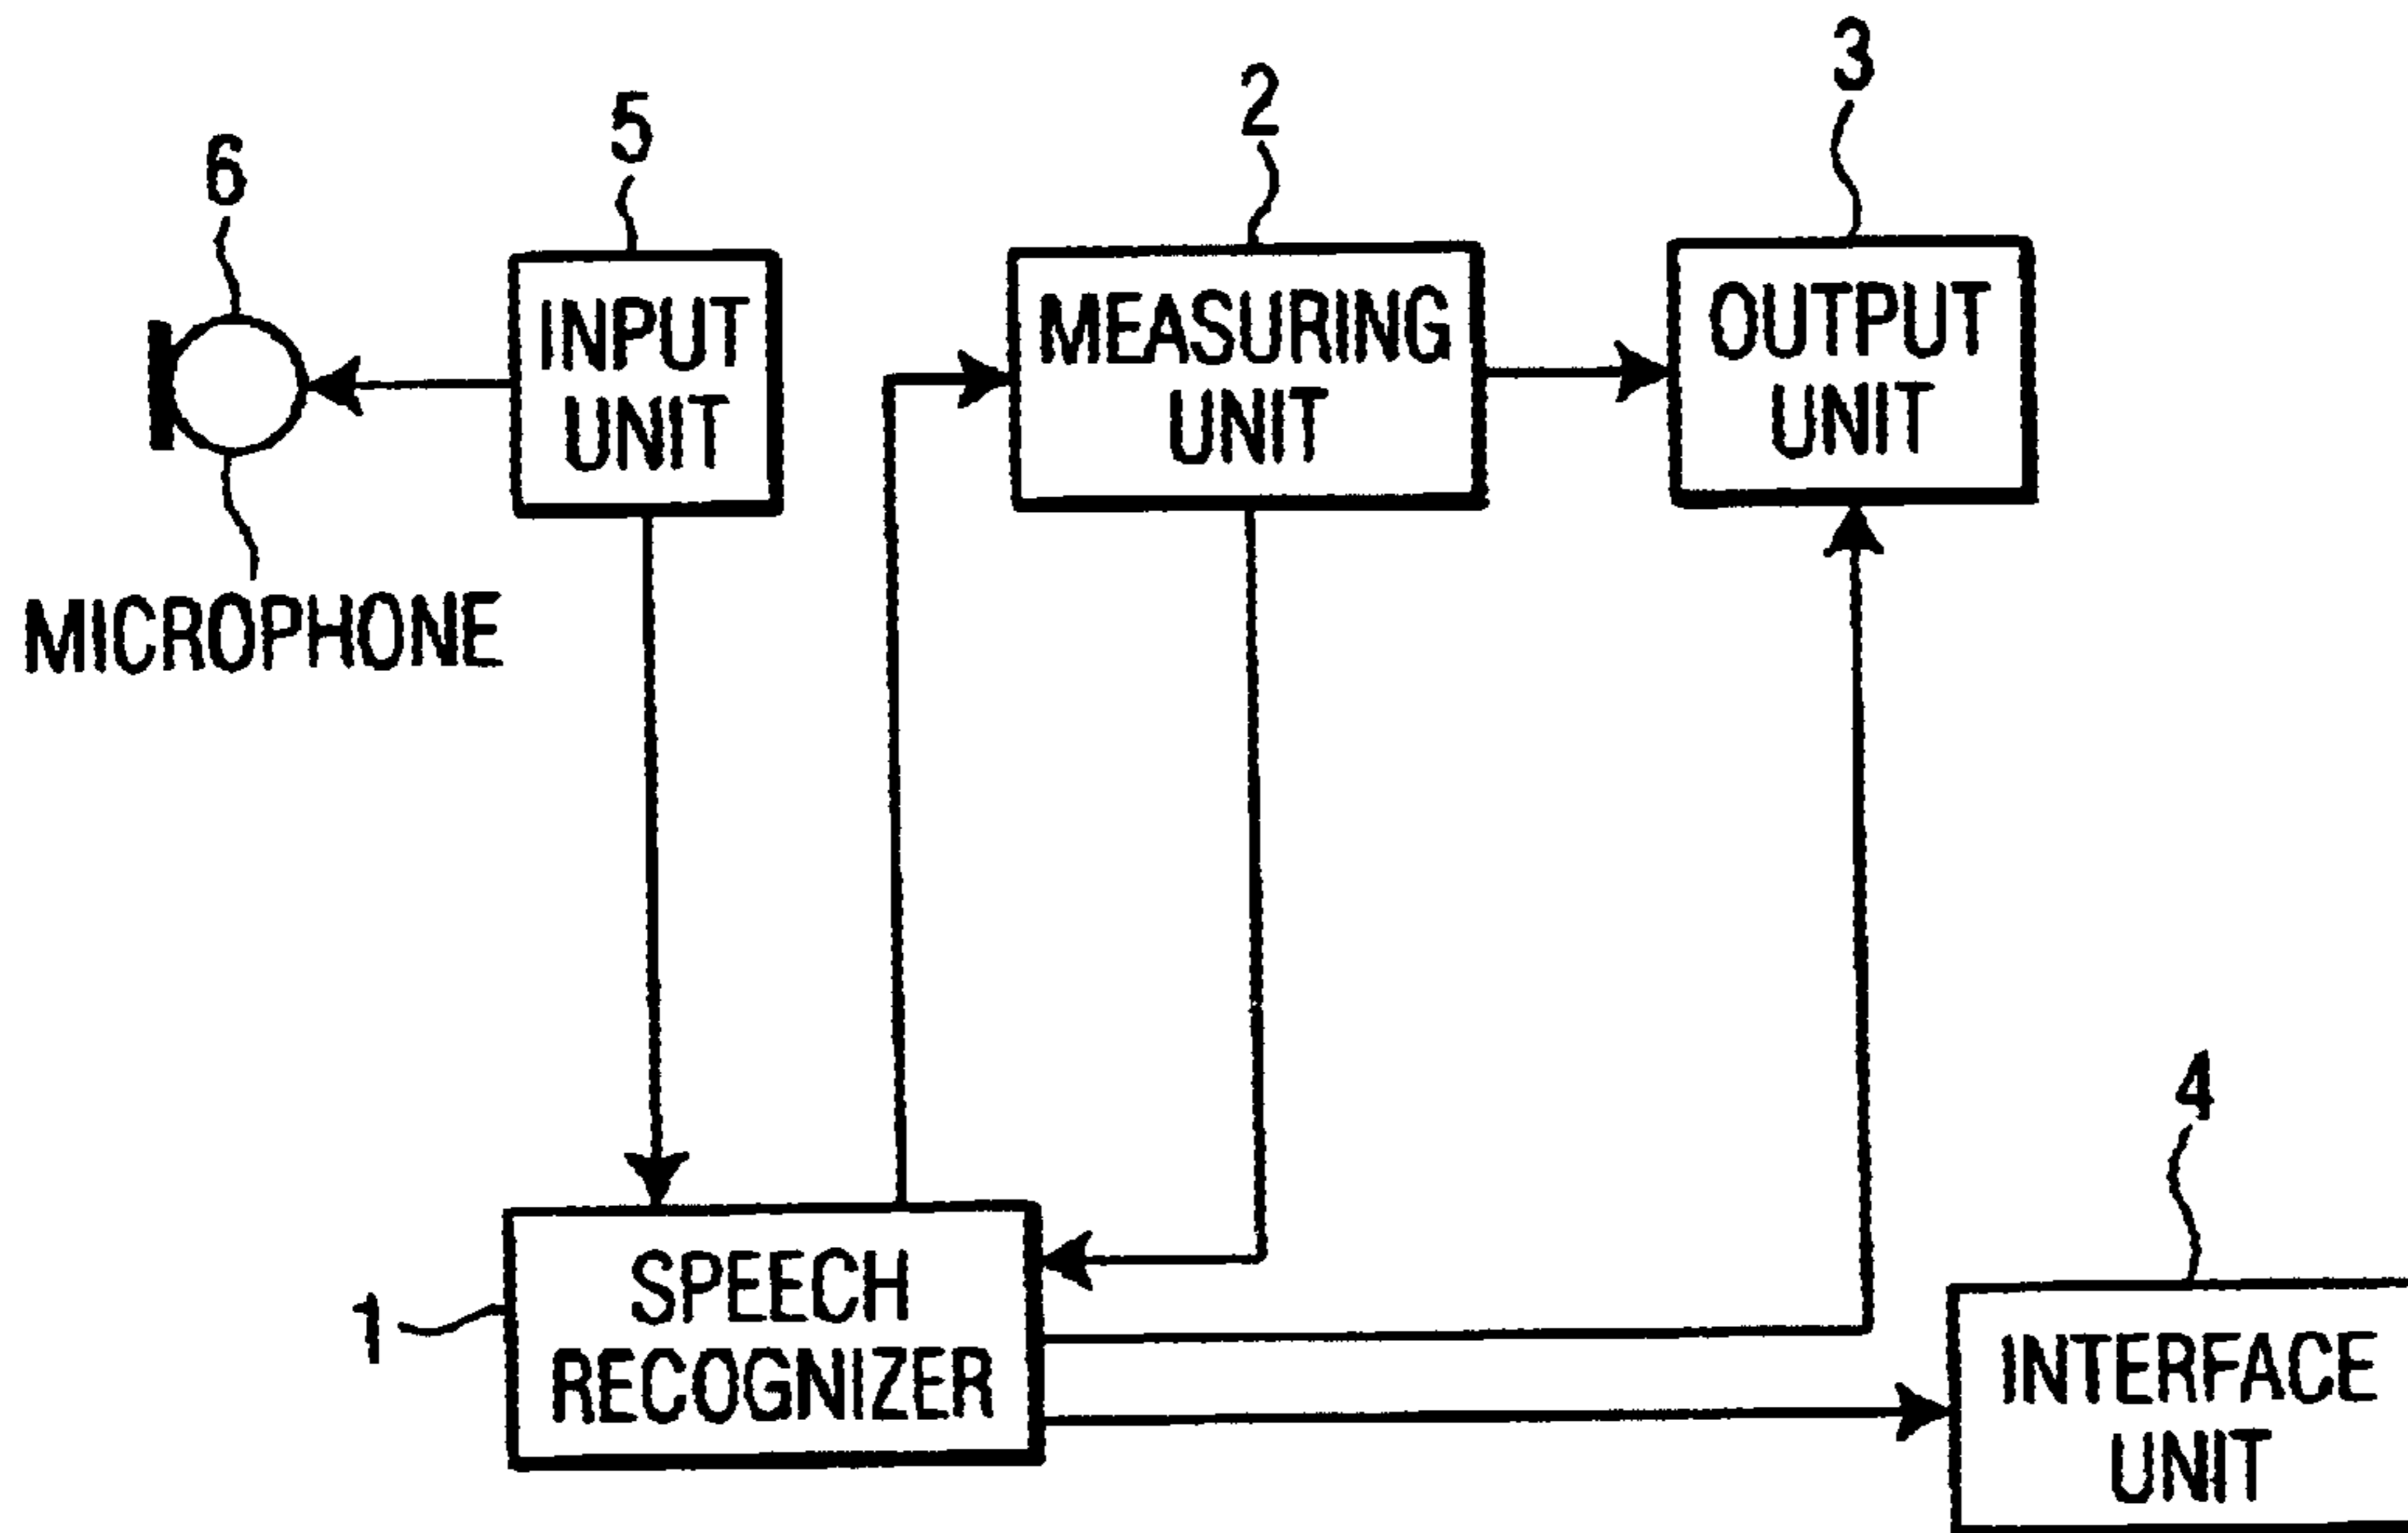 3
2
5
6
INPUT
UNIT
MEASURING
UNIT
OUTPUT
UNIT
MICROPHONE
4
1
SPEECH
RECOGNIZER
INTERFACE
UNIT